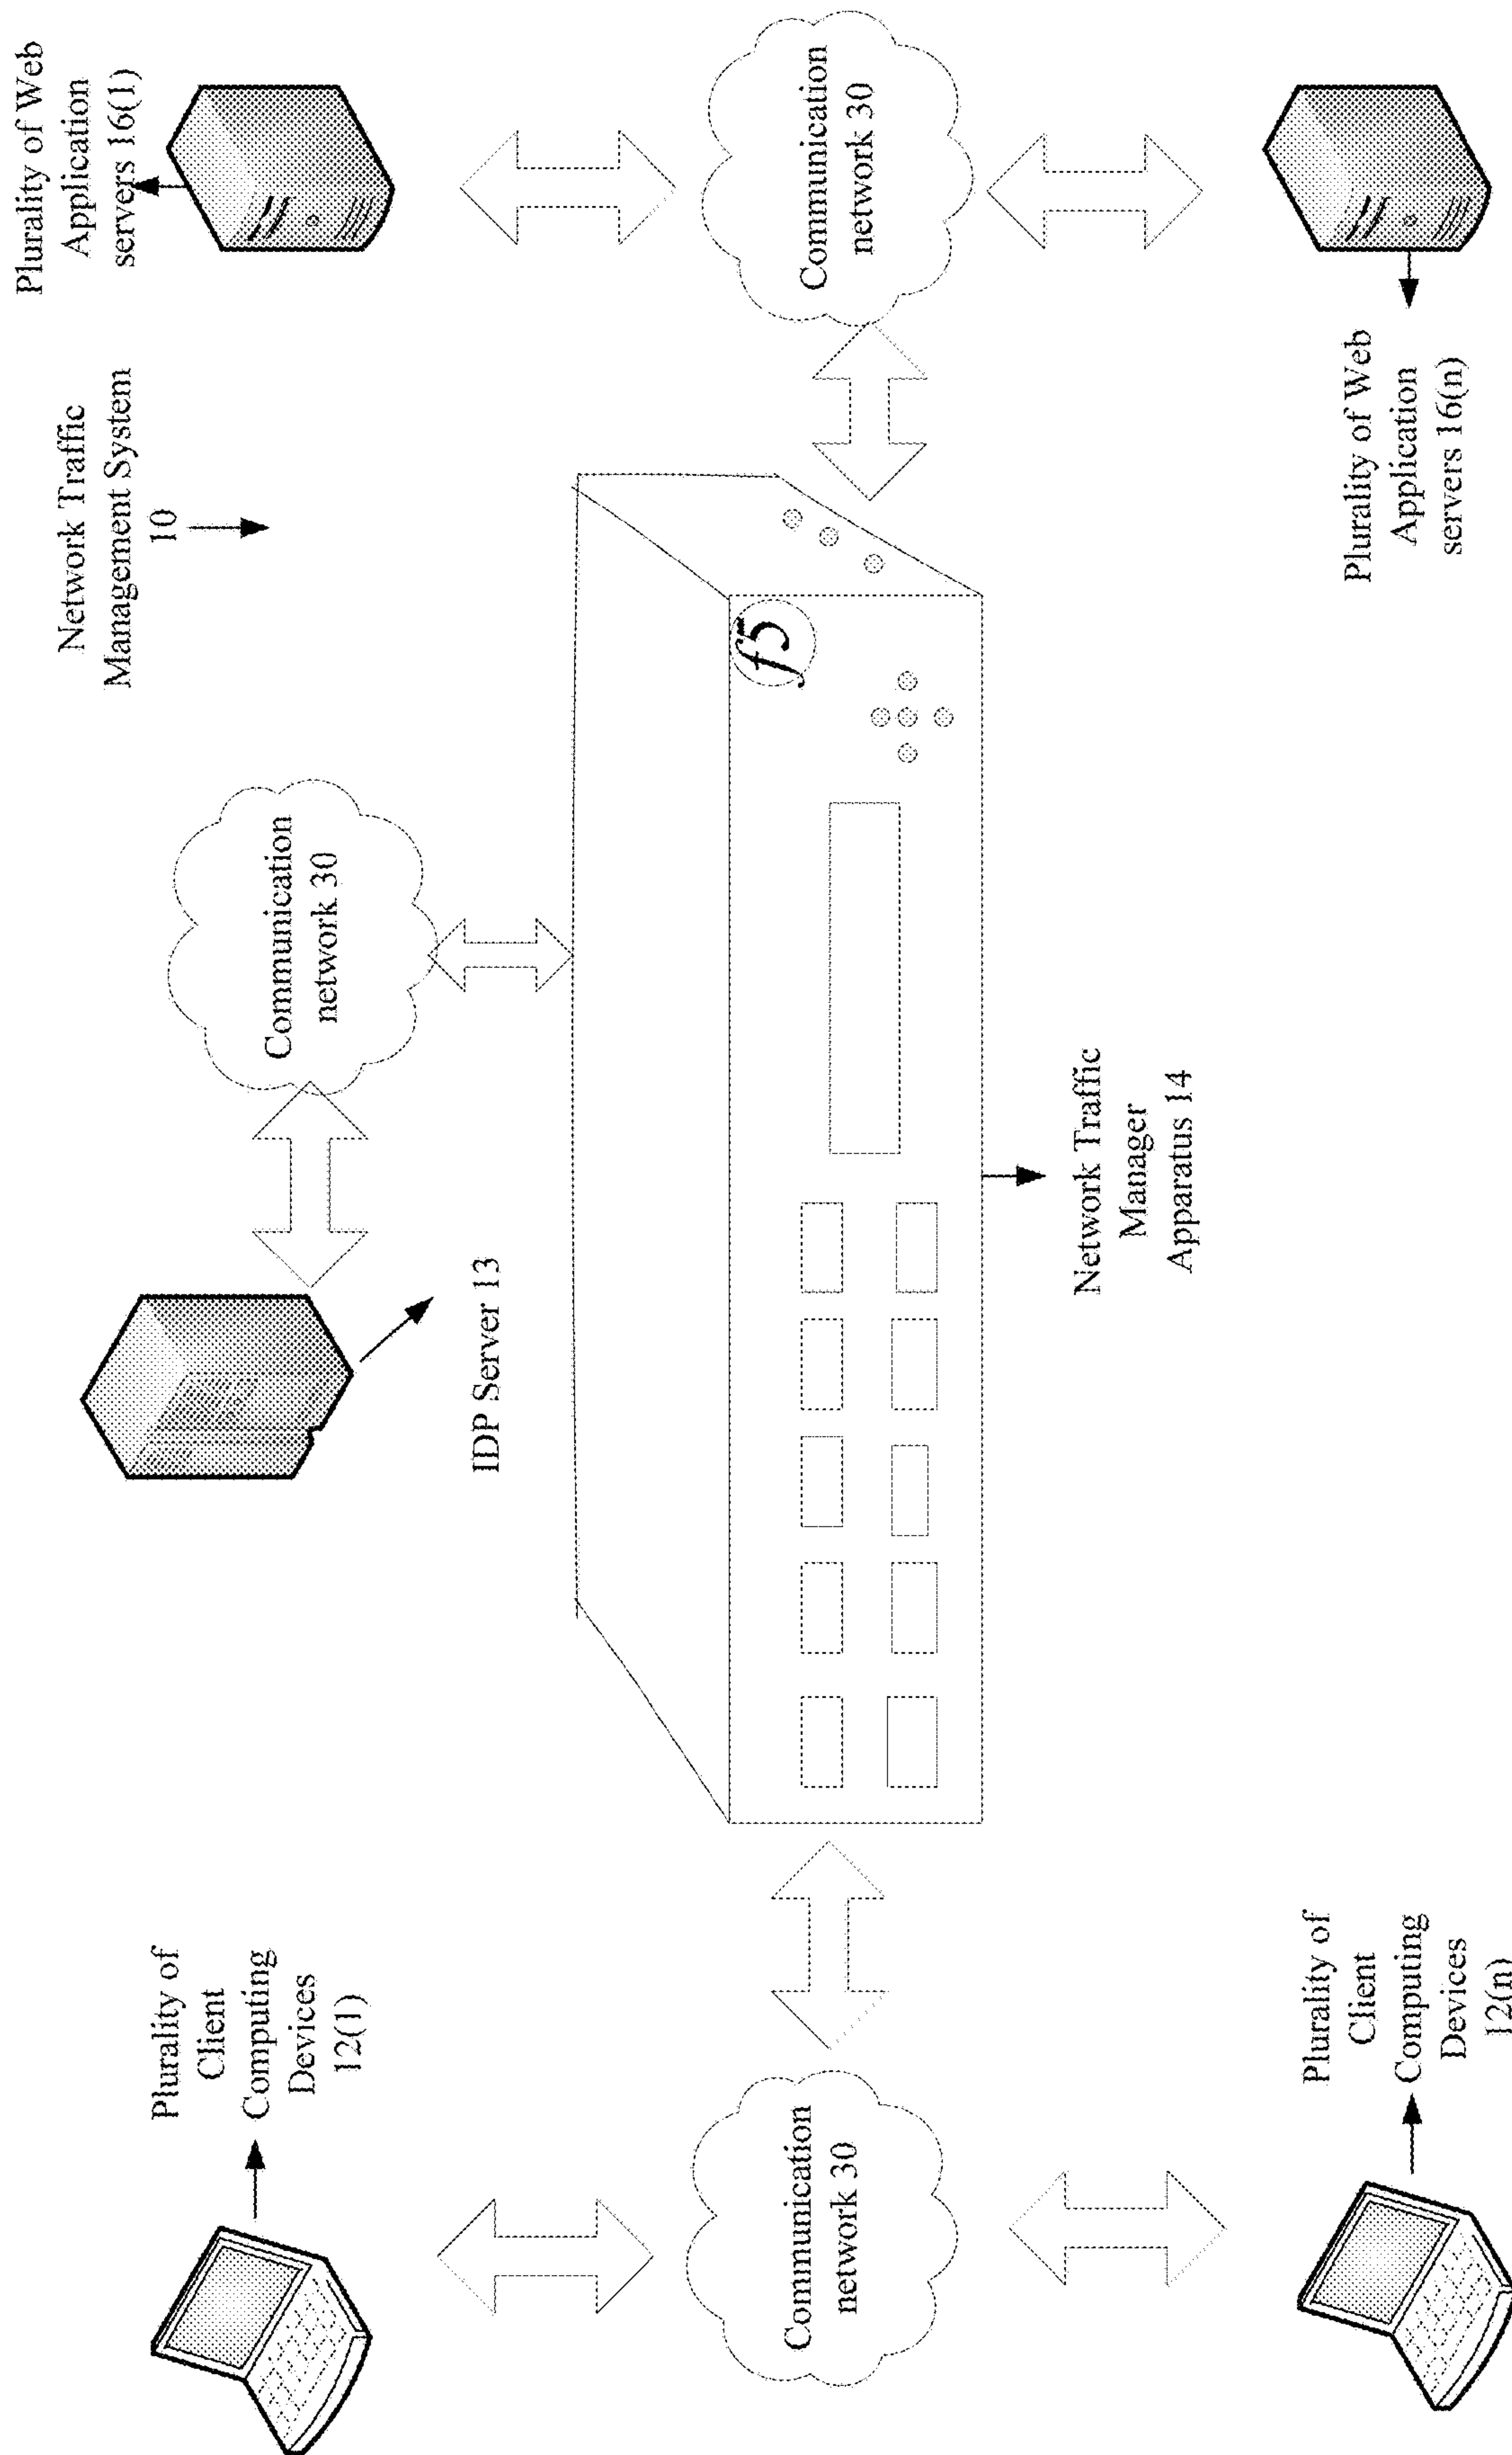 Network Traffic
Management System
10
Plurality of
Client
Computing
Devices
12(1)
Communication
network 30
Plurality of
Client
Computing
Devices
12(n)
IDP Server 13
Communication
network 30
f5
Network Traffic
Manager
Apparatus 14
Plurality of Web
Application
servers 16(1)
Communication
network 30
Plurality of Web
Application
servers 16(n)